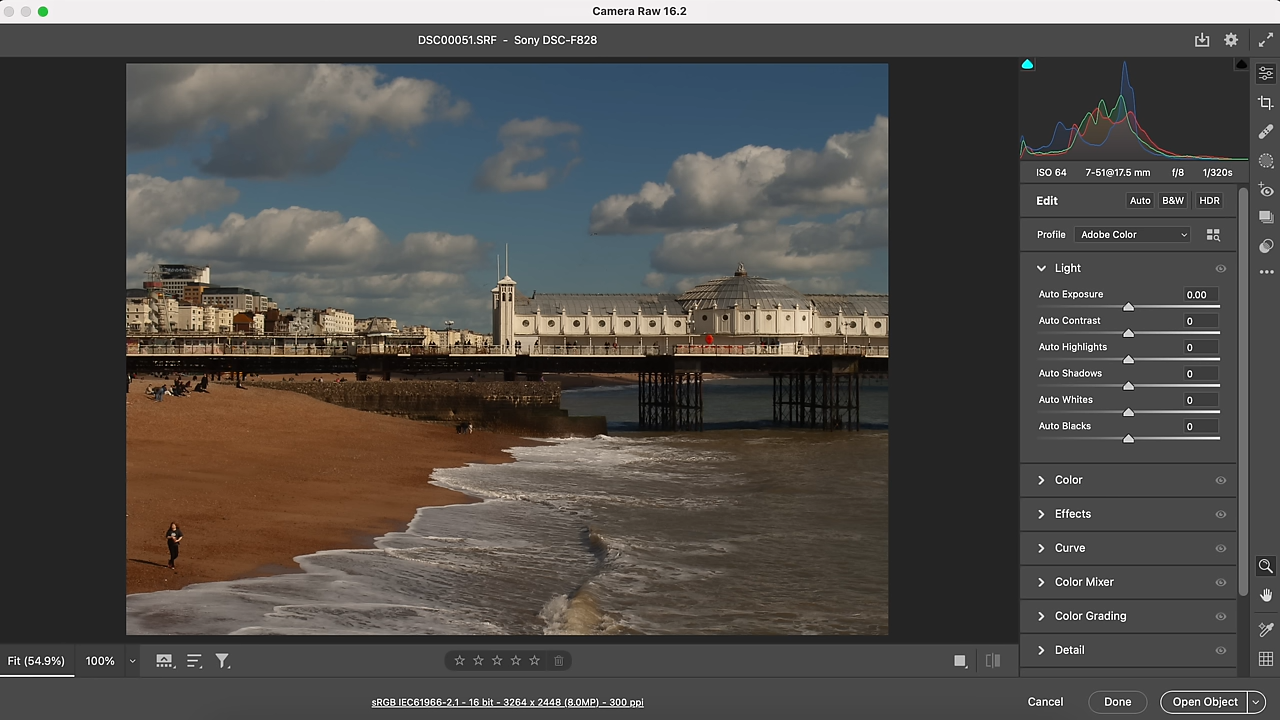 Camera Raw 16.2
DSC00051.SRF - Sony DSC-F828
ISO 64 7-51@17.5 mm f/8 1/320s
Edit Auto B&W HDR
Profile Adobe Color
Light
Auto Exposure 0.00
Auto Contrast 0
Auto Highlights 0
Auto Shadows 0
Auto Whites 0
Auto Blacks 0
Color
Effects
Curve
Color Mixer
Color Grading
Detail
Fit (54.9%) 100%
sRGB IEC61966-2.1 - 16 bit - 3264 x 2448 (8.0MP) - 300 ppi
Cancel Done Open Object